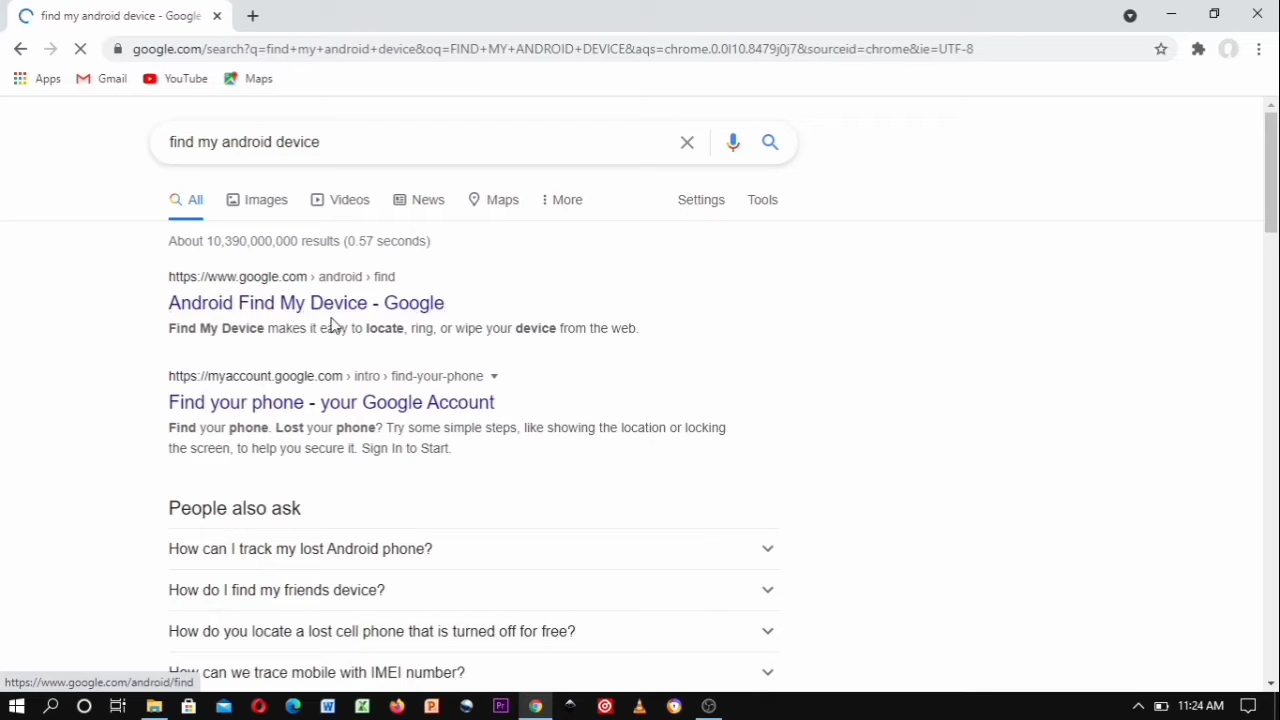 find my android device - Google
google.com/search?q=find+my+android+device&oq=FIND+MY+ANDROID+DEVICE&aqs=chrome.0.0l10.8479j0j7&sourceid=chrome&ie=UTF-8
Apps Gmail YouTube Maps
find my android device
All Images Videos News Maps More Settings Tools
About 10,390,000,000 results (0.57 seconds)
https://www.google.com › android › find
Android Find My Device - Google
Find My Device makes it easy to locate, ring, or wipe your device from the web.
https://myaccount.google.com › intro › find-your-phone
Find your phone - your Google Account
Find your phone. Lost your phone? Try some simple steps, like showing the location or locking
the screen, to help you secure it. Sign In to Start.
People also ask
How can I track my lost Android phone?
How do I find my friends device?
How do you locate a lost cell phone that is turned off for free?
How can we trace mobile with IMEI number?
https://www.google.com/android/find
11:24 AM